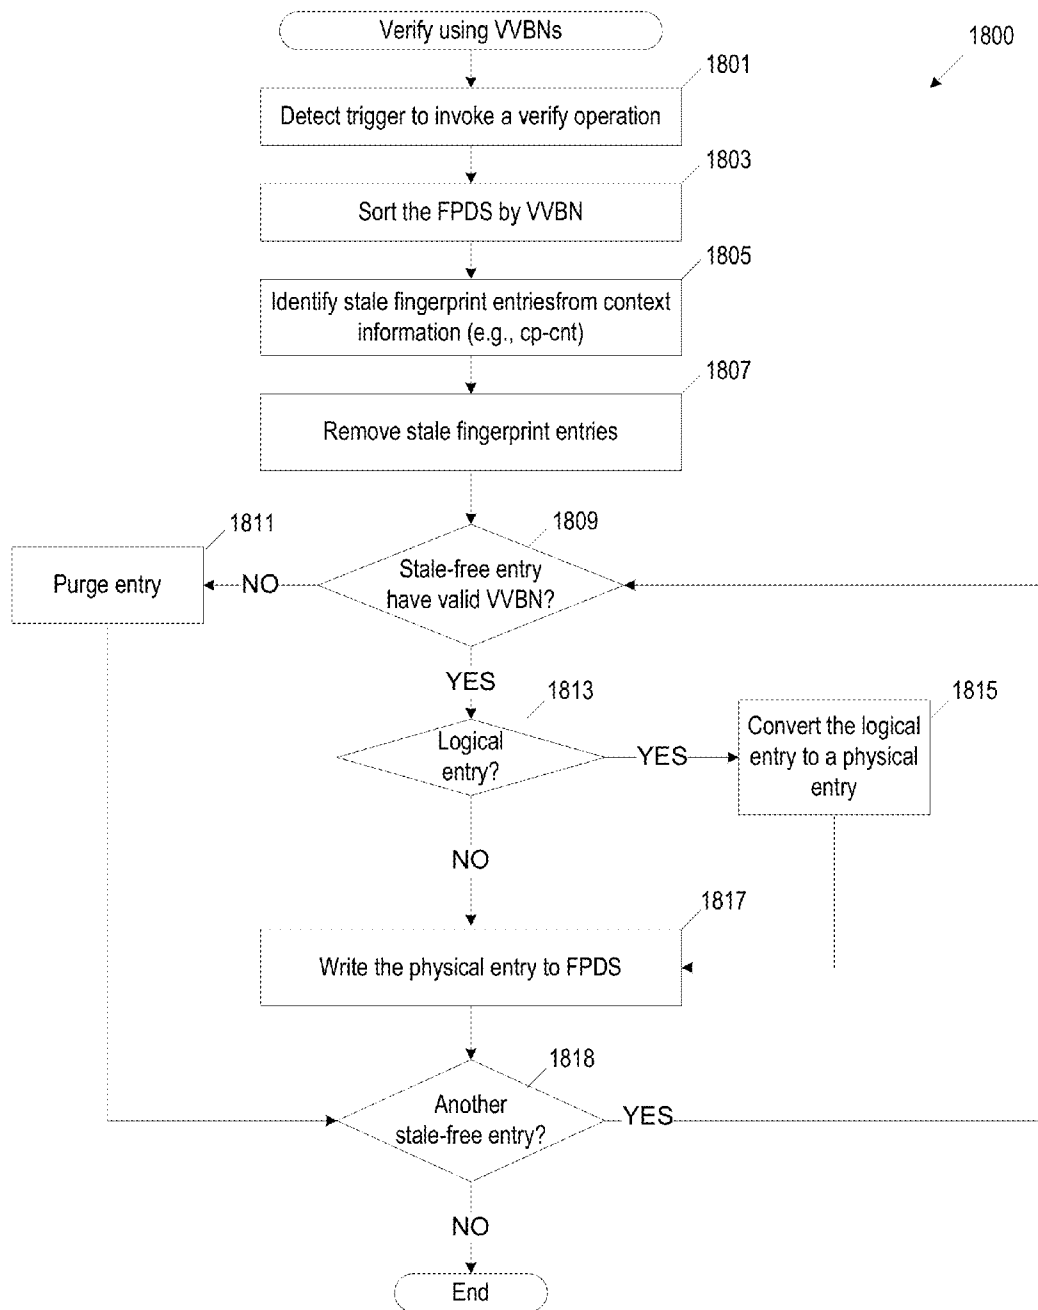 Verify using VVBNs
1800
1801
Detect trigger to invoke a verify operation
1803
Sort the FPDS by VVBN
1805
Identify stale fingerprint entriesfrom context
information (e.g., cp-cnt)
1807
Remove stale fingerprint entries
1811
1809
Purge entry
NO
Stale-free entry
have valid VVBN?
YES
1813
1815
Logical
entry?
YES
Convert the logical
entry to a physical
entry
NO
1817
Write the physical entry to FPDS
1818
Another
stale-free entry?
YES
NO
End